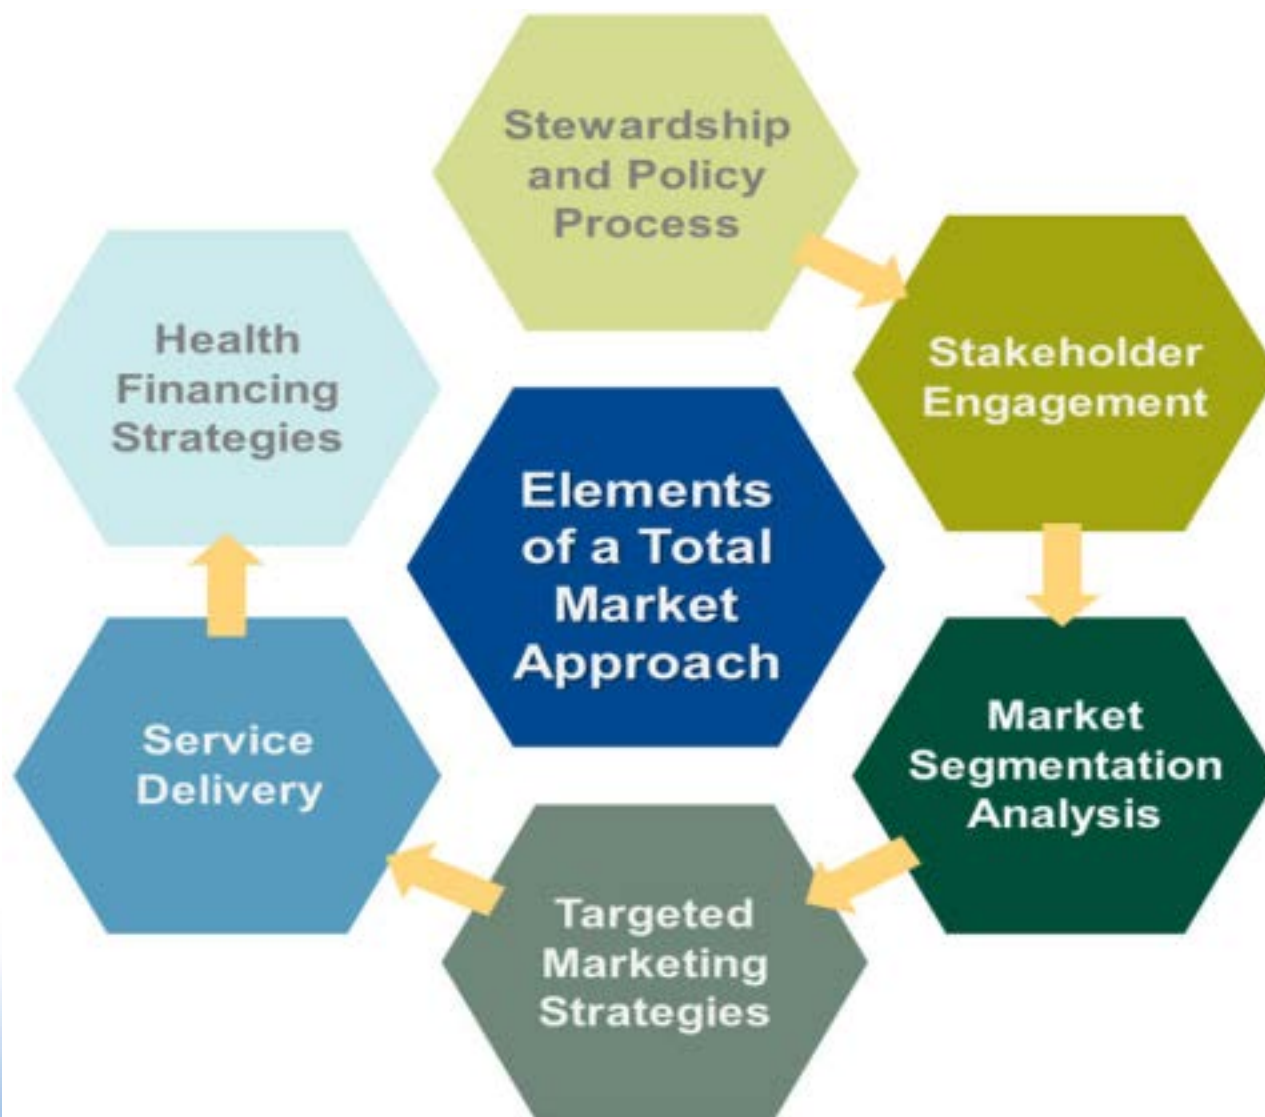 Stewardship
and Policy
Process
Stakeholder
Engagement
Market
Segmentation
Analysis
Targeted
Marketing
Strategies
Service
Delivery
Health
Financing
Strategies
Elements
of a Total
Market
Approach